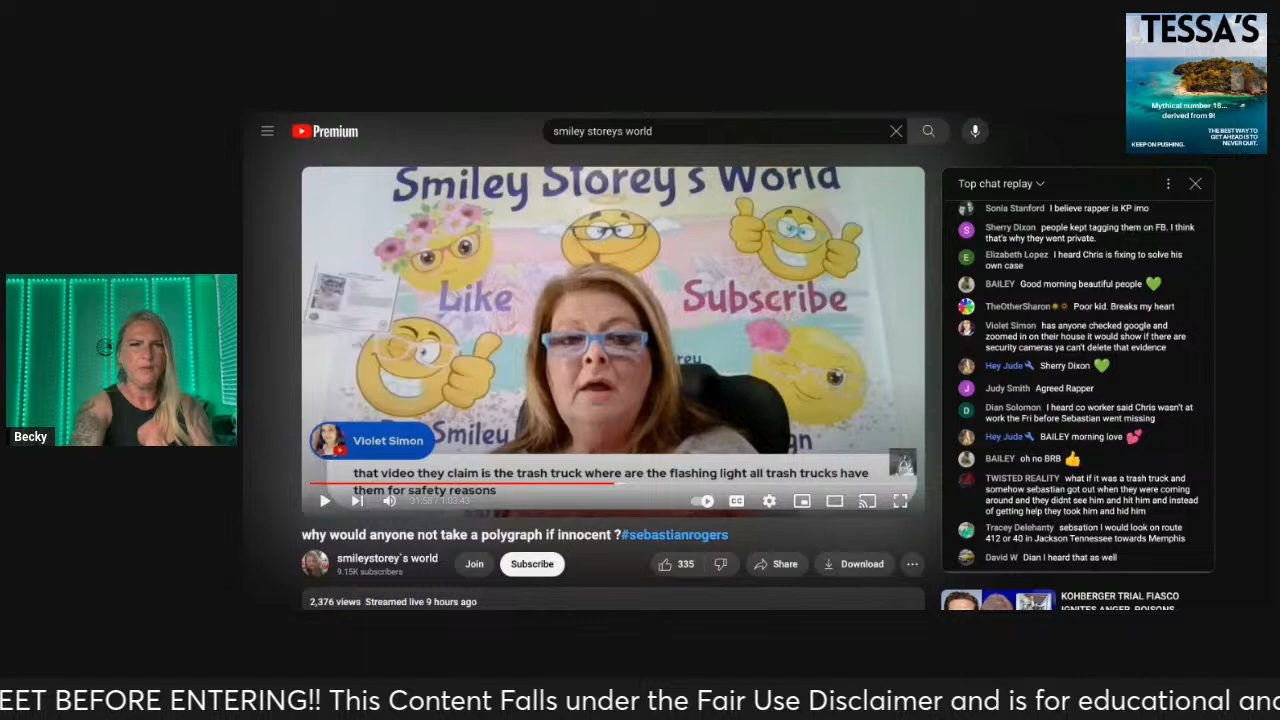 TESSA'S
Mythical number 18...
derived from 9!
KEEP ON PUSHING.
THE BEST WAY TO
GET AHEAD IS TO
NEVER QUIT.
Premium
smiley storeys world
Smiley Storey's World
Like
Subscribe
Smiley
Violet Simon
that video they claim is the trash truck where are the flashing light all trash trucks have
them for safety reasons
why would anyone not take a polygraph if innocent ?#sebastianrogers
smileystorey`s world
9.15K subscribers
Join
Subscribe
335
Share
Download
2,376 views Streamed live 9 hours ago
Top chat replay
Sonia Stanford I believe rapper is KP imo
Sherry Dixon people kept tagging them on FB. I think
that's why they went private.
Elizabeth Lopez I heard Chris is fixing to solve his
own case
BAILEY Good morning beautiful people
TheOtherSharon Poor kid. Breaks my heart
Violet Simon has anyone checked google and
zoomed in on their house it would show if there are
security cameras ya can't delete that evidence
Hey Jude Sherry Dixon
Judy Smith Agreed Rapper
Dian Solomon I heard co worker said Chris wasn't at
work the Fri before Sebastian went missing
Hey Jude BAILEY morning love
BAILEY oh no BRB
TWISTED REALITY what if it was a trash truck and
somehow sebastian got out when they were coming
around and they didnt see him and hit him and instead
of getting help they took him and hid him
Tracey Delehanty sebsation I would look on route
412 or 40 in Jackson Tennessee towards Memphis
David W Dian I heard that as well
KOHBERGER TRIAL FIASCO
IGNITES ANGER, POISONS
Becky
EET BEFORE ENTERING!! This Content Falls under the Fair Use Disclaimer and is for educational and